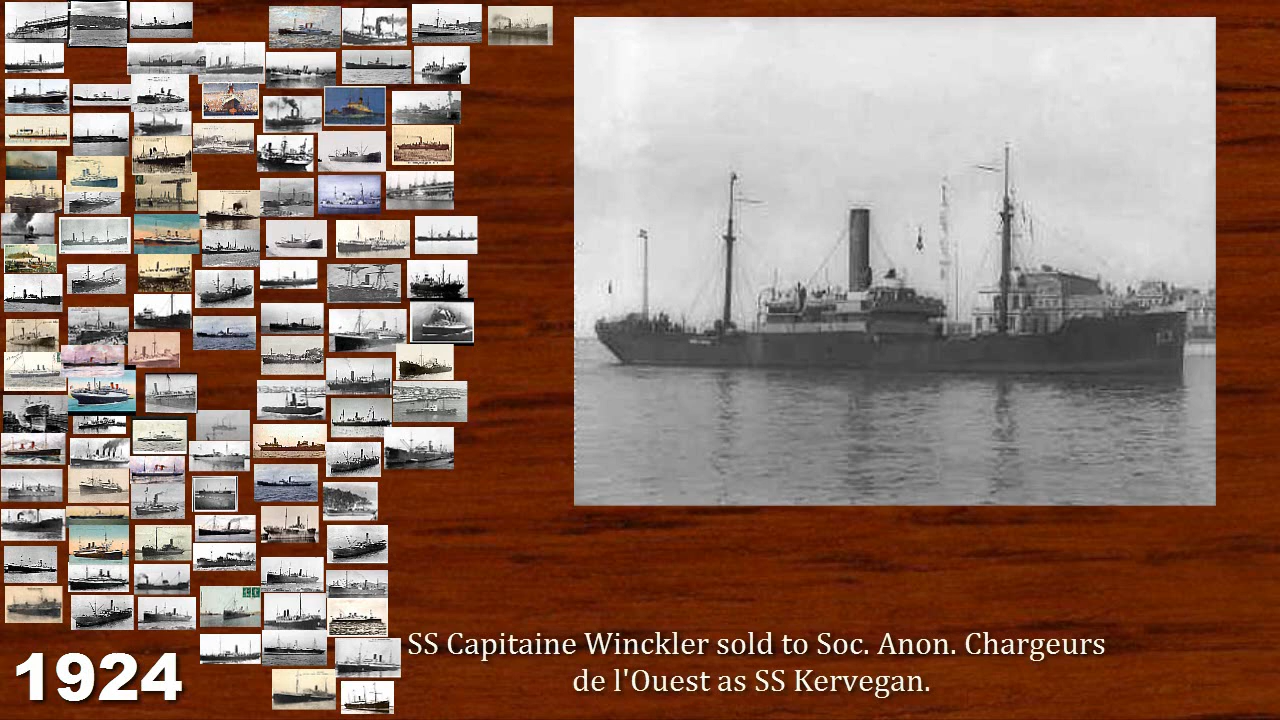 SS Capitaine Winckler sold to Soc. Anon. Chargeurs
de l'Ouest as SS Kervegan.
1924